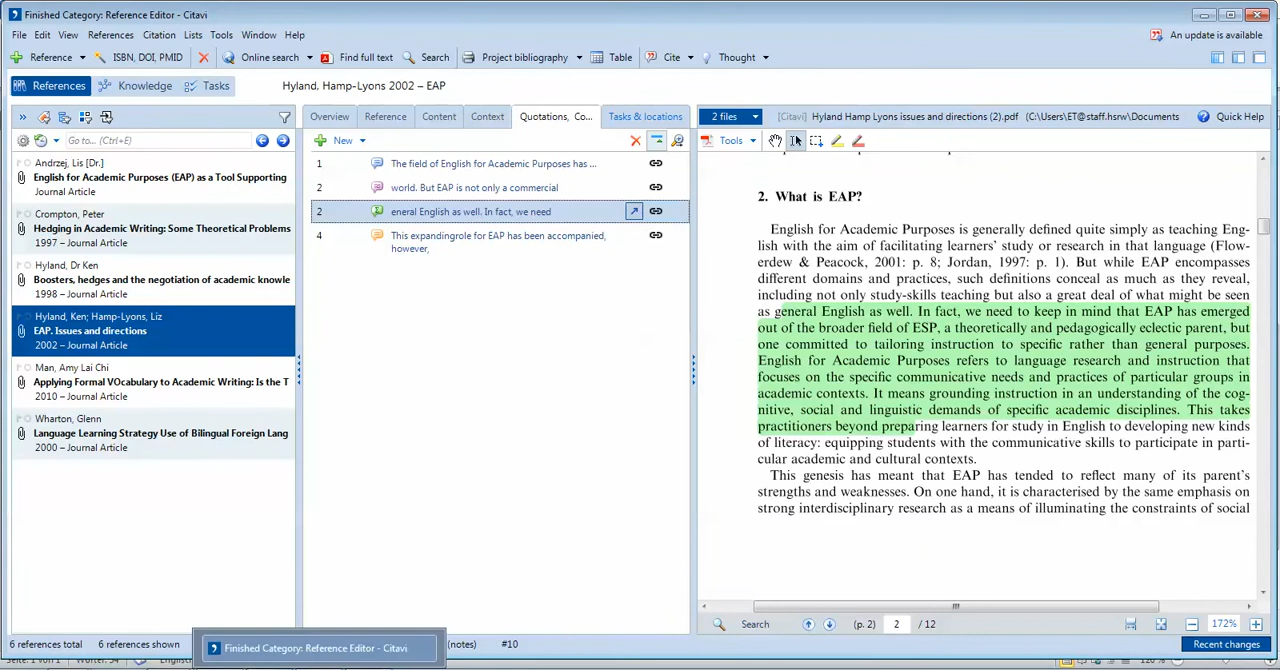 Finished Category: Reference Editor - Citavi
File Edit View References Citation Lists Tools Window Help
An update is available
Reference ISBN, DOI, PMID Online search Find full text Search Project bibliography Table Cite Thought
References Knowledge Tasks Hyland, Hamp-Lyons 2002 – EAP
Overview Reference Content Context Quotations, Co... Tasks & locations
2 files [Citavi] Hyland Hamp Lyons issues and directions (2).pdf (C:\Users\ET@staff.hsrw\Documents Quick Help
Go to... (Ctrl+E)
New
Tools
Andrzej, Lis [Dr.]
English for Academic Purposes (EAP) as a Tool Supporting
Journal Article
Crompton, Peter
Hedging in Academic Writing: Some Theoretical Problems
1997 – Journal Article
Hyland, Dr Ken
Boosters, hedges and the negotiation of academic knowle
1998 – Journal Article
Hyland, Ken; Hamp-Lyons, Liz
EAP. Issues and directions
2002 – Journal Article
Man, Amy Lai Chi
Applying Formal VOcabulary to Academic Writing: Is the T
2010 – Journal Article
Wharton, Glenn
Language Learning Strategy Use of Bilingual Foreign Lang
2000 – Journal Article
1 The field of English for Academic Purposes has ...
2 world. But EAP is not only a commercial
2 eneral English as well. In fact, we need
4 This expandingrole for EAP has been accompanied,
however,
2. What is EAP?
English for Academic Purposes is generally defined quite simply as teaching Eng-
lish with the aim of facilitating learners' study or research in that language (Flow-
erdew & Peacock, 2001: p. 8; Jordan, 1997: p. 1). But while EAP encompasses
different domains and practices, such definitions conceal as much as they reveal,
including not only study-skills teaching but also a great deal of what might be seen
as general English as well. In fact, we need to keep in mind that EAP has emerged
out of the broader field of ESP, a theoretically and pedagogically eclectic parent, but
one committed to tailoring instruction to specific rather than general purposes.
English for Academic Purposes refers to language research and instruction that
focuses on the specific communicative needs and practices of particular groups in
academic contexts. It means grounding instruction in an understanding of the cog-
nitive, social and linguistic demands of specific academic disciplines. This takes
practitioners beyond preparing learners for study in English to developing new kinds
of literacy: equipping students with the communicative skills to participate in parti-
cular academic and cultural contexts.
This genesis has meant that EAP has tended to reflect many of its parent's
strengths and weaknesses. On one hand, it is characterised by the same emphasis on
strong interdisciplinary research as a means of illuminating the constraints of social
Search (p. 2) 2 / 12 172%
6 references total 6 references shown (notes) #10 Recent changes
Finished Category: Reference Editor - Citavi
Seite: 1 von 1 Wörter: 34 Englisch 120 %